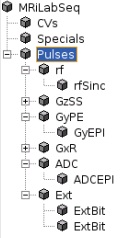 MRiLabSeq
CVs
Specials
Pulses
rf
rfSinc
GzSS
GyPE
GyEPI
GxR
ADC
ADCEPI
Ext
ExtBit
ExtBit